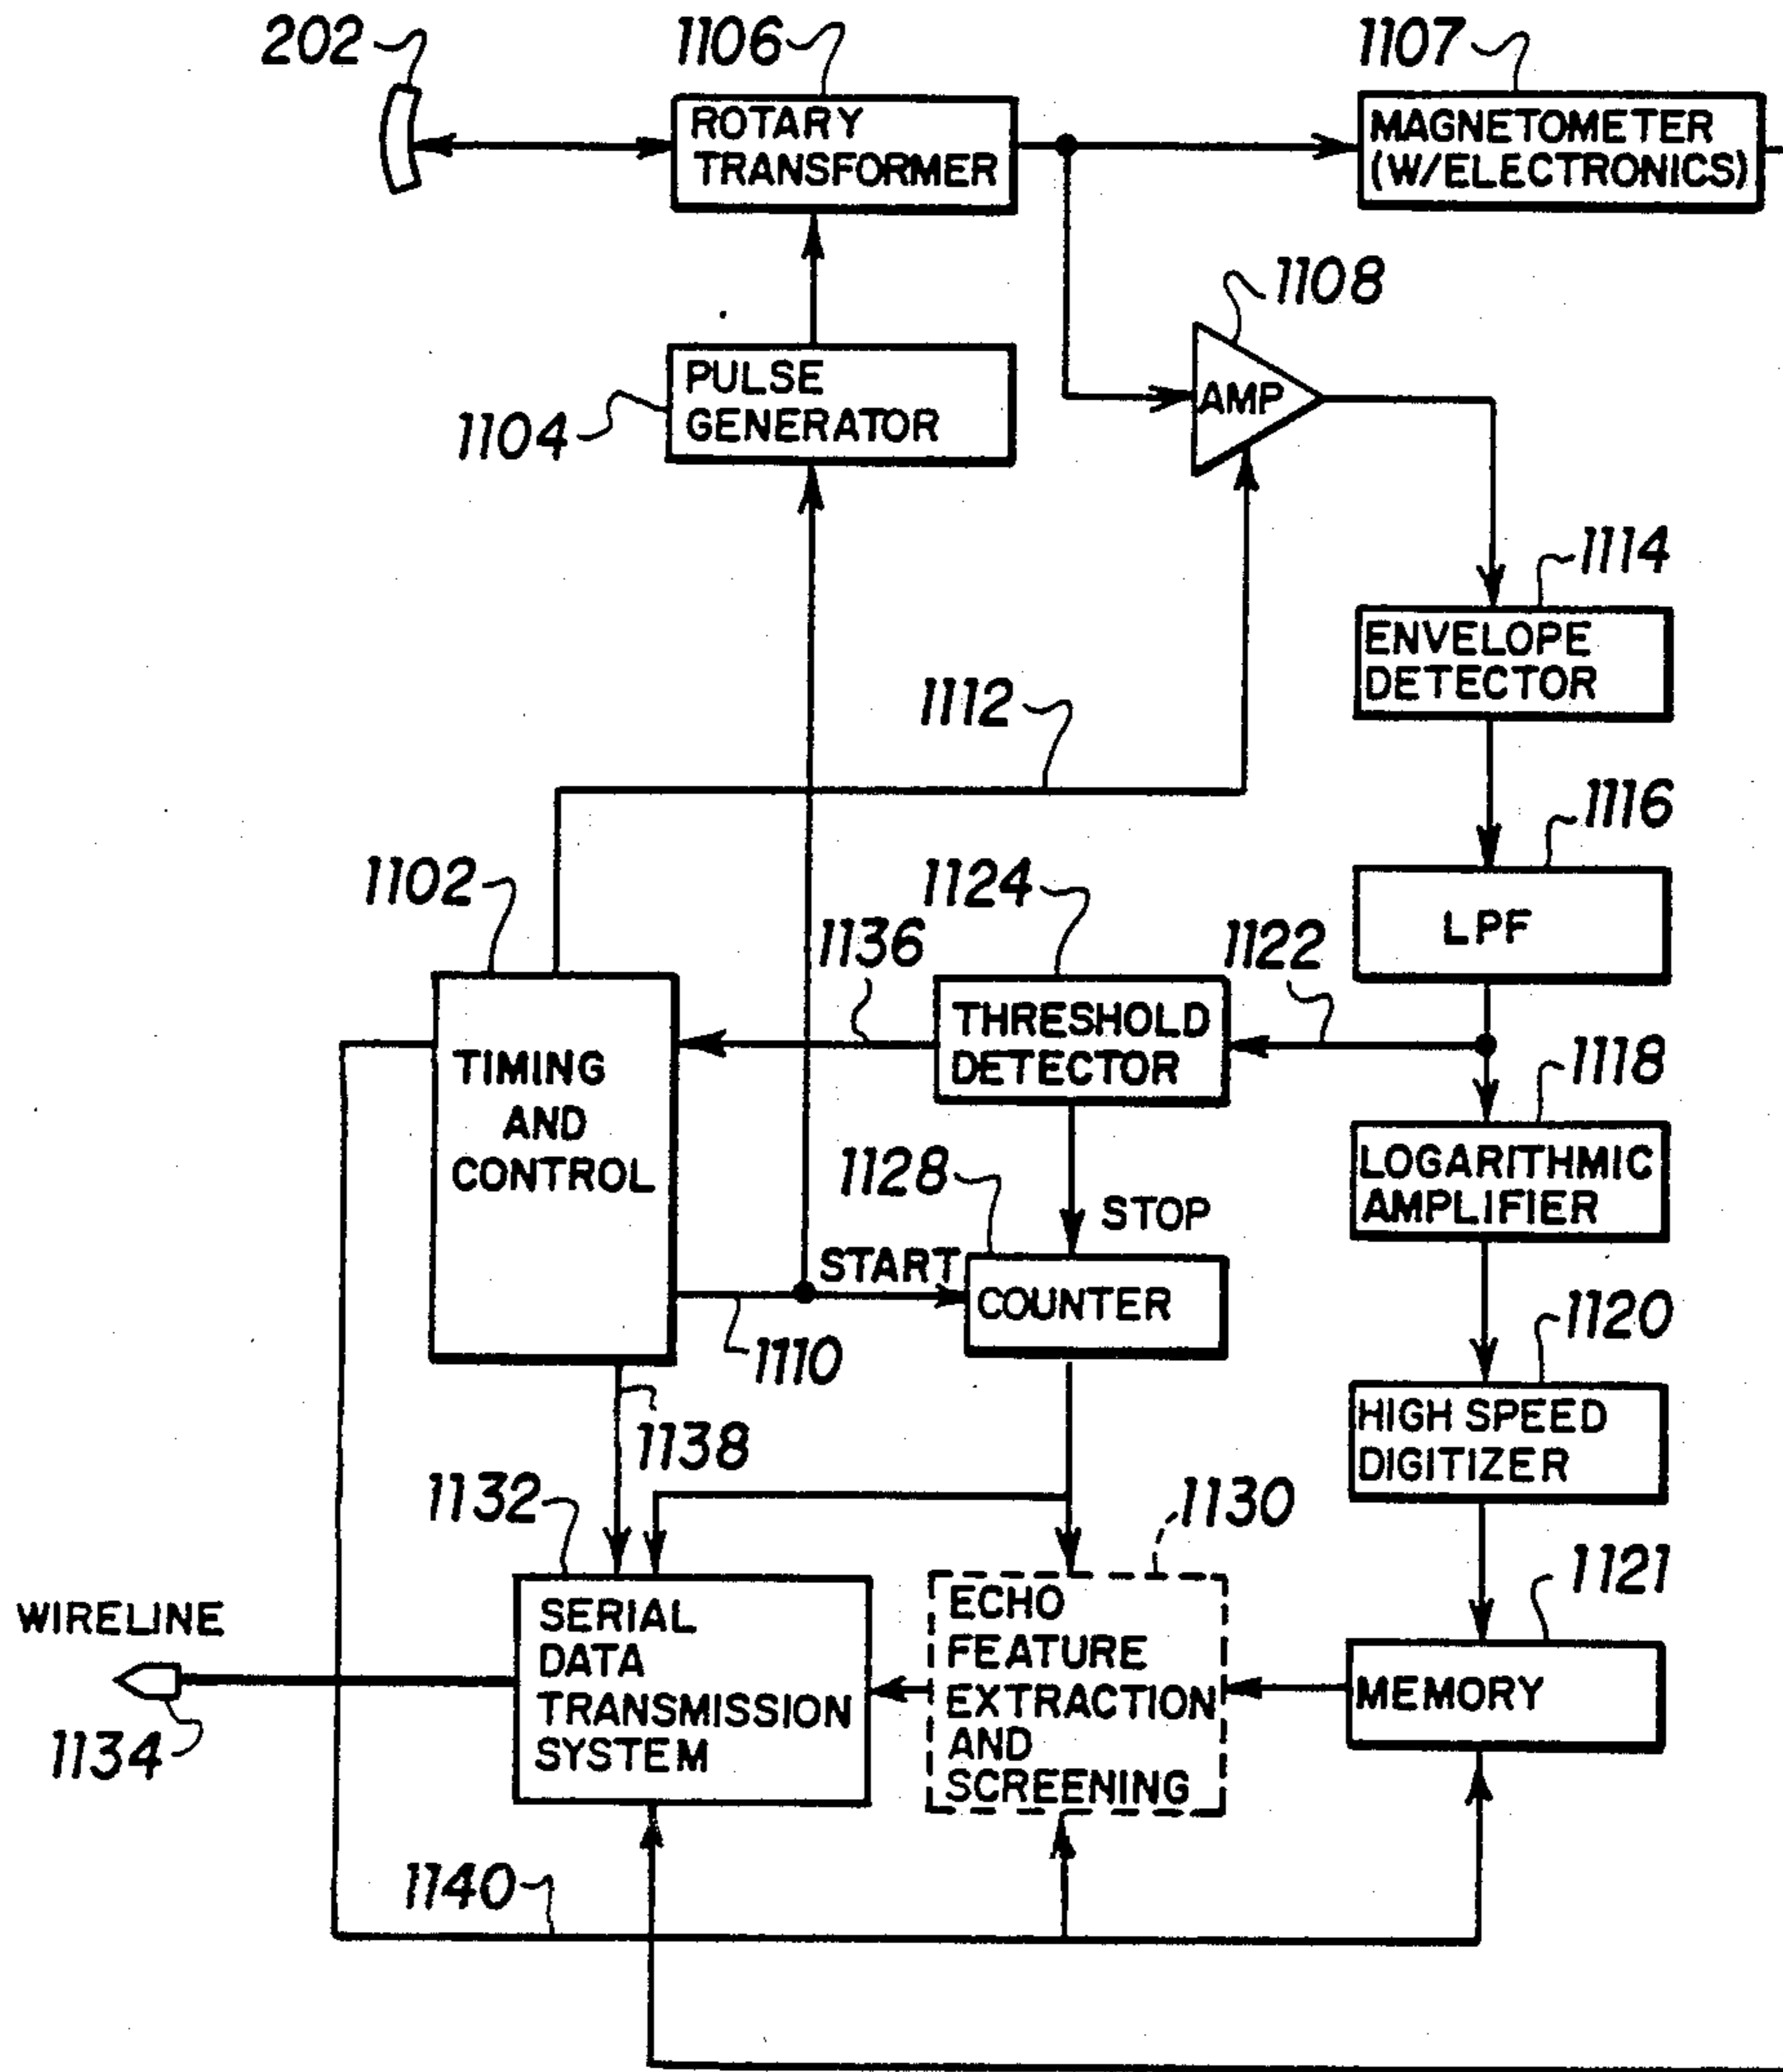 202
1106
1107
ROTARY
TRANSFORMER
MAGNETOMETER
(W/ELECTRONICS)
1108
PULSE
GENERATOR
AMP
1104
1114
ENVELOPE
DETECTOR
1112
1116
1102
1124
LPF
1136
1122
THRESHOLD
DETECTOR
1118
TIMING
AND
CONTROL
1128
STOP
LOGARITHMIC
AMPLIFIER
START
COUNTER
1120
1110
HIGH SPEED
DIGITIZER
1138
1132
1130
1121
WIRELINE
SERIAL
DATA
TRANSMISSION
SYSTEM
ECHO
FEATURE
EXTRACTION
AND
SCREENING
MEMORY
1134
1140